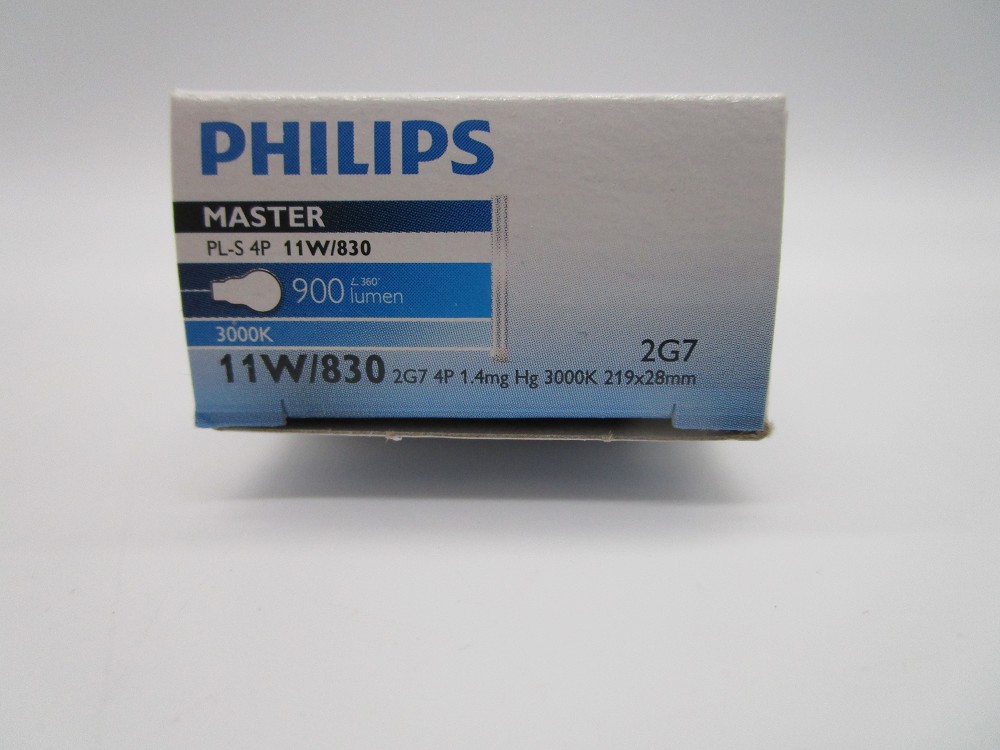 PHILIPS
MASTER
PL-S 4P 11W/830
900 ∠360° lumen
3000K
2G7
11W/830 2G7 4P 1.4mg Hg 3000K 219x28mm